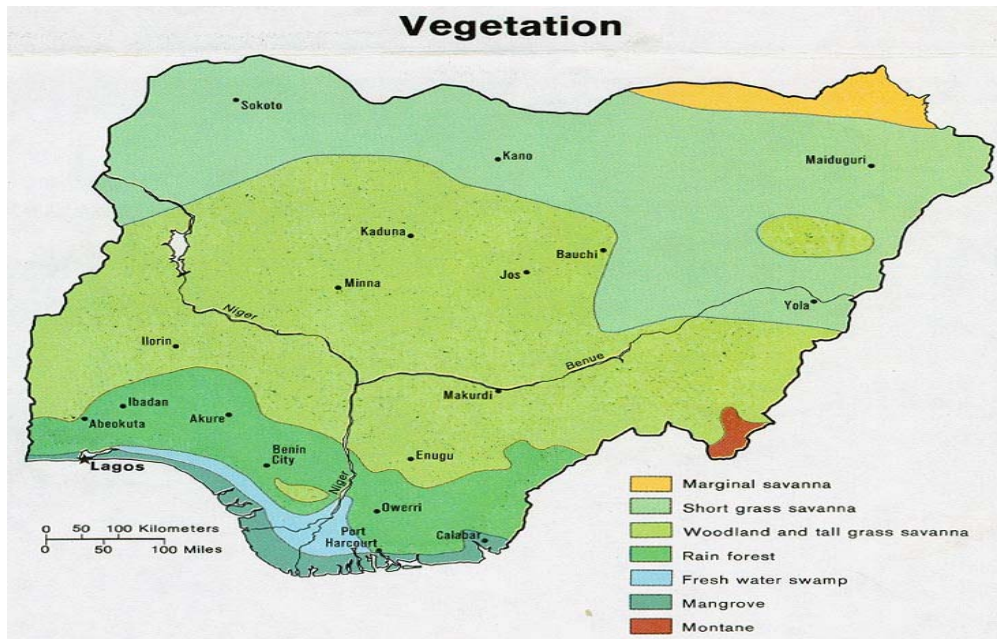 Vegetation
Sokoto
Kano
Maiduguri
Kaduna
Bauchi
Jos
Minna
Yola
Niger
Ilorin
Benue
Makurdi
Ibadan
Abeokuta
Akure
Benin
City
Enugu
Lagos
Niger
Owerri
Port
Harcourt
Calabar
0 50 100 Kilometers
0 50 100 Miles
Marginal savanna
Short grass savanna
Woodland and tall grass savanna
Rain forest
Fresh water swamp
Mangrove
Montane